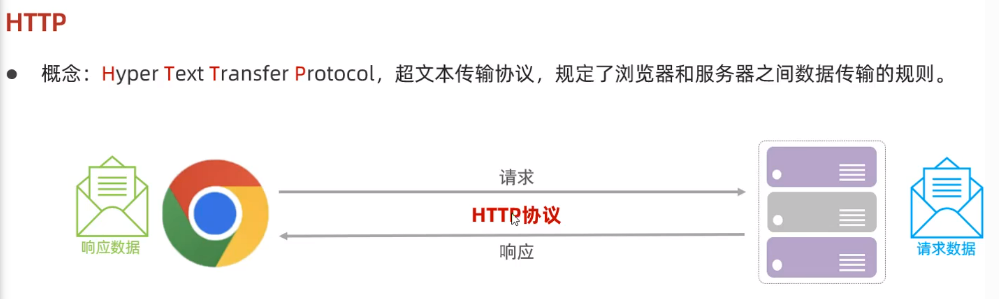 HTTP
● 概念：Hyper Text Transfer Protocol，超文本传输协议，规定了浏览器和服务器之间数据传输的规则。
请求
HTTP协议
响应
响应数据
请求数据